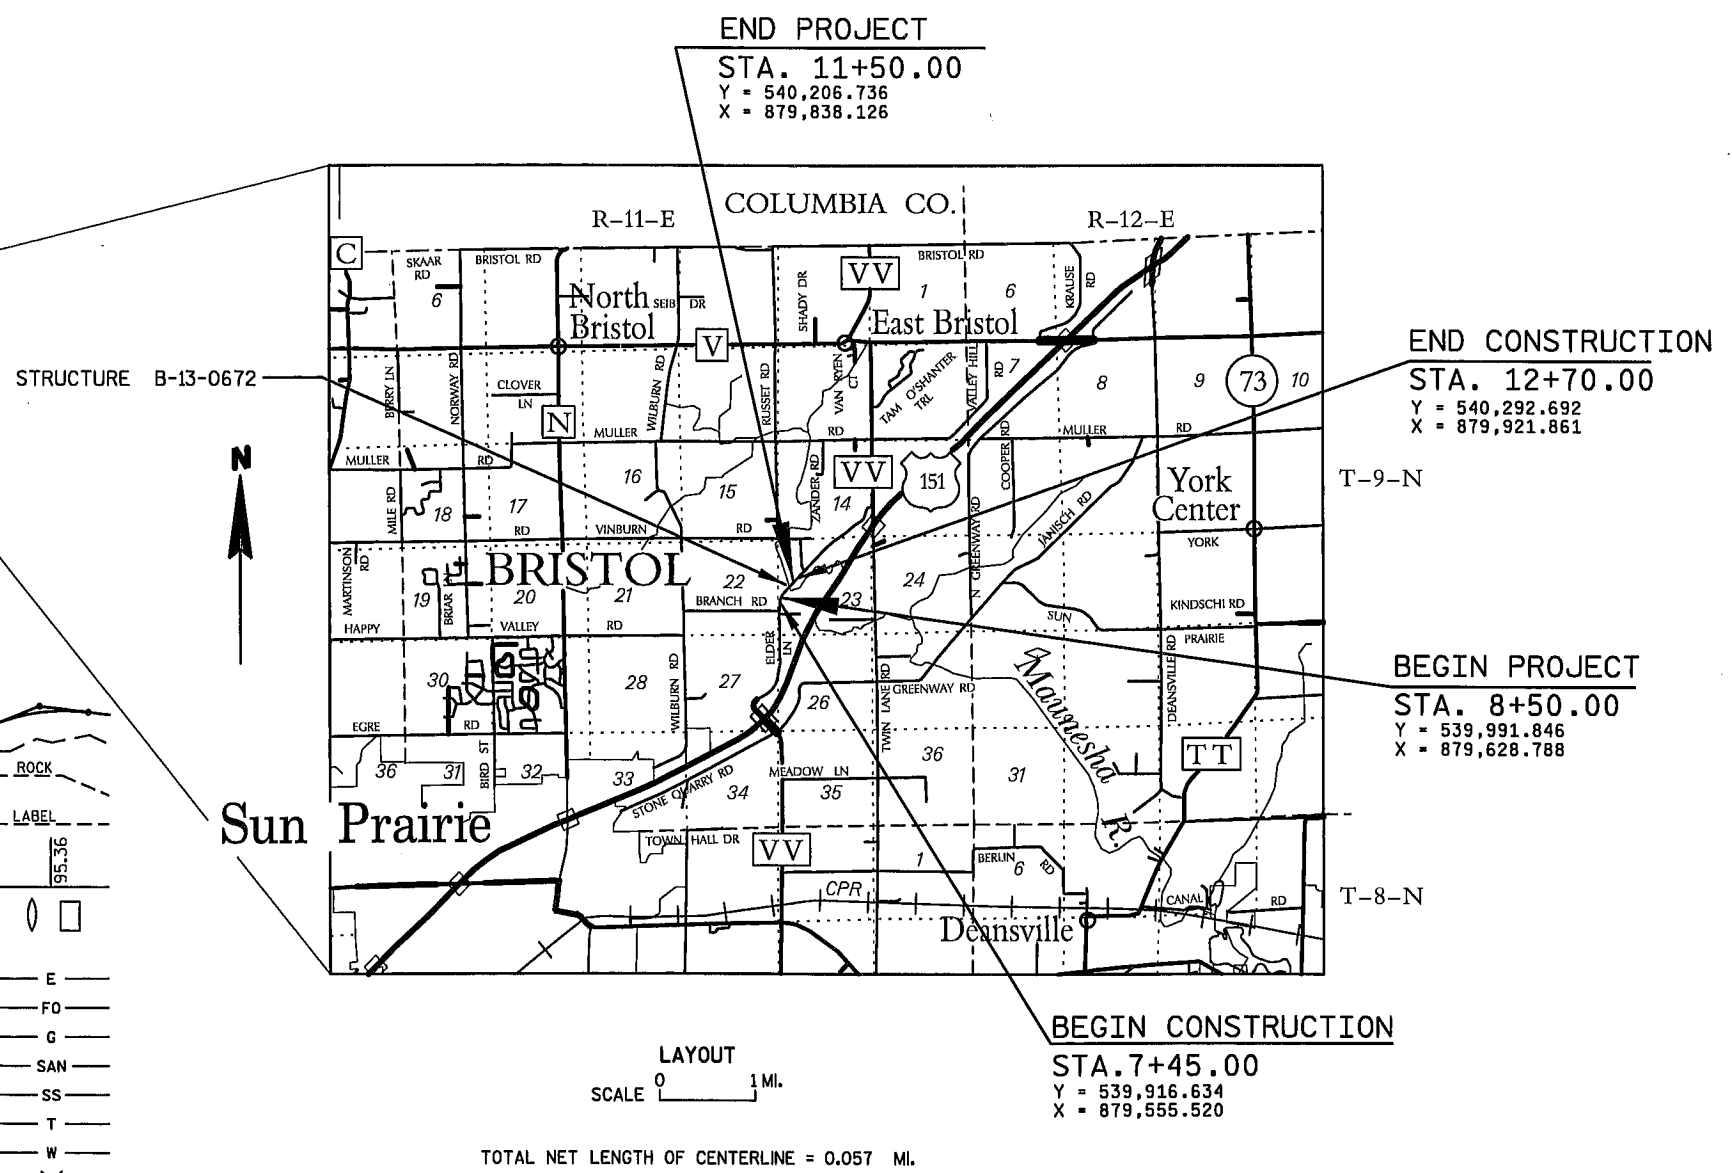 END PROJECT
STA. 11+50.00
Y = 540,206.736
X = 879,838.126
COLUMBIA CO.
R-11-E
R-12-E
C
SKAAR
RD
6
BRISTOL RD
VV
BRISTOL RD
SHADY DR
KRAUSE
RD
1
6
North
Bristol
SEIB DR
V
East Bristol
STRUCTURE B-13-0672
BERRY LN
NORWAY RD
CLOVER
LN
N
WILBURN RD
RUSSET RD
VAN RYEN
CT
TAM O'SHANTER
TRL
VALLEY HILL
RD
7
8
9
73
10
END CONSTRUCTION
STA. 12+70.00
Y = 540,292.692
X = 879,921.861
MULLER
RD
MULLER
RD
MULLER
RD
N
MILE RD
18
17
16
15
ZANDER RD
VV
14
151
COOPER RD
York
Center
T-9-N
RD
VINBURN
RD
N GREENWAY RD
JANISCH RD
YORK
MARTINSON
RD
BRISTOL
19
BRIAR LN
20
21
22
BRANCH RD
23
24
KINDSCHI RD
HAPPY
VALLEY
RD
ELDER
LN
SUN
PRAIRIE
30
28
WILBURN RD
27
26
TWIN LANE RD
GREENWAY RD
Maunesha
R.
DEANSVILLE RD
BEGIN PROJECT
STA. 8+50.00
Y = 539,991.846
X = 879,628.788
EGRE
RD
36
31
BIRD ST
32
33
STONE QUARRY RD
34
MEADOW LN
35
36
31
TT
ROCK
LABEL
95.36
Sun Prairie
TOWN HALL DR
VV
1
BERLIN
RD
6
CPR
CANAL
RD
T-8-N
Deansville
E
FO
G
SAN
SS
T
W
BEGIN CONSTRUCTION
STA.7+45.00
Y = 539,916.634
X = 879,555.520
LAYOUT
SCALE 0 1 MI.
TOTAL NET LENGTH OF CENTERLINE = 0.057 MI.